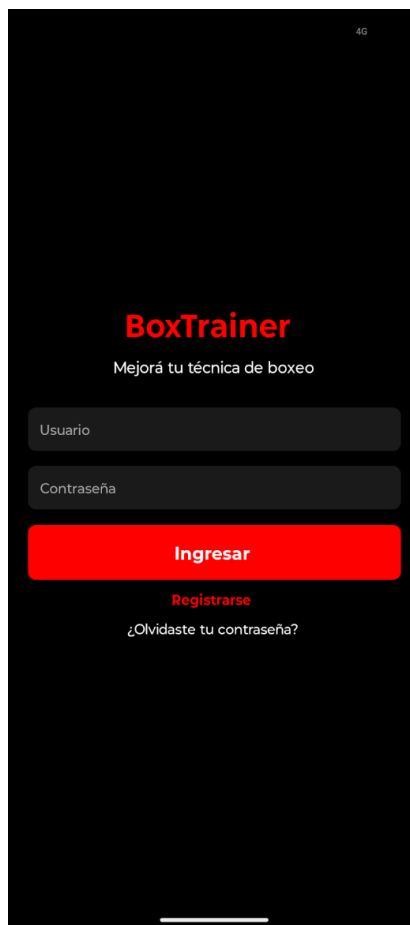 4G
BoxTrainer
Mejorá tu técnica de boxeo
Usuario
Contraseña
Ingresar
Registrarse
¿Olvidaste tu contraseña?